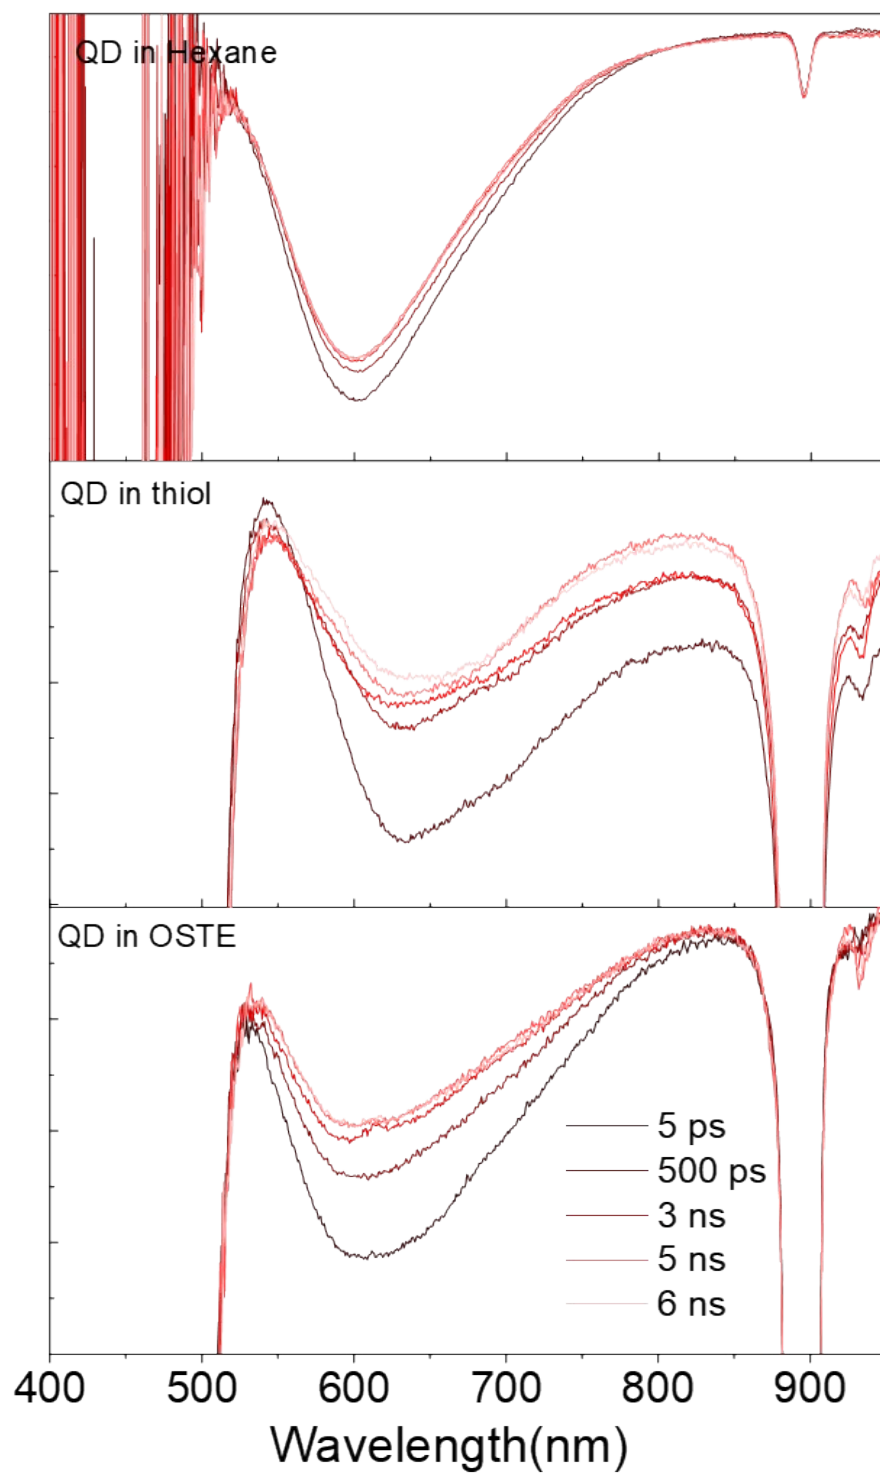 QD in Hexane
QD in thiol
QD in OSTE
5 ps
500 ps
3 ns
5 ns
6 ns
400 500 600 700 800 900
Wavelength(nm)